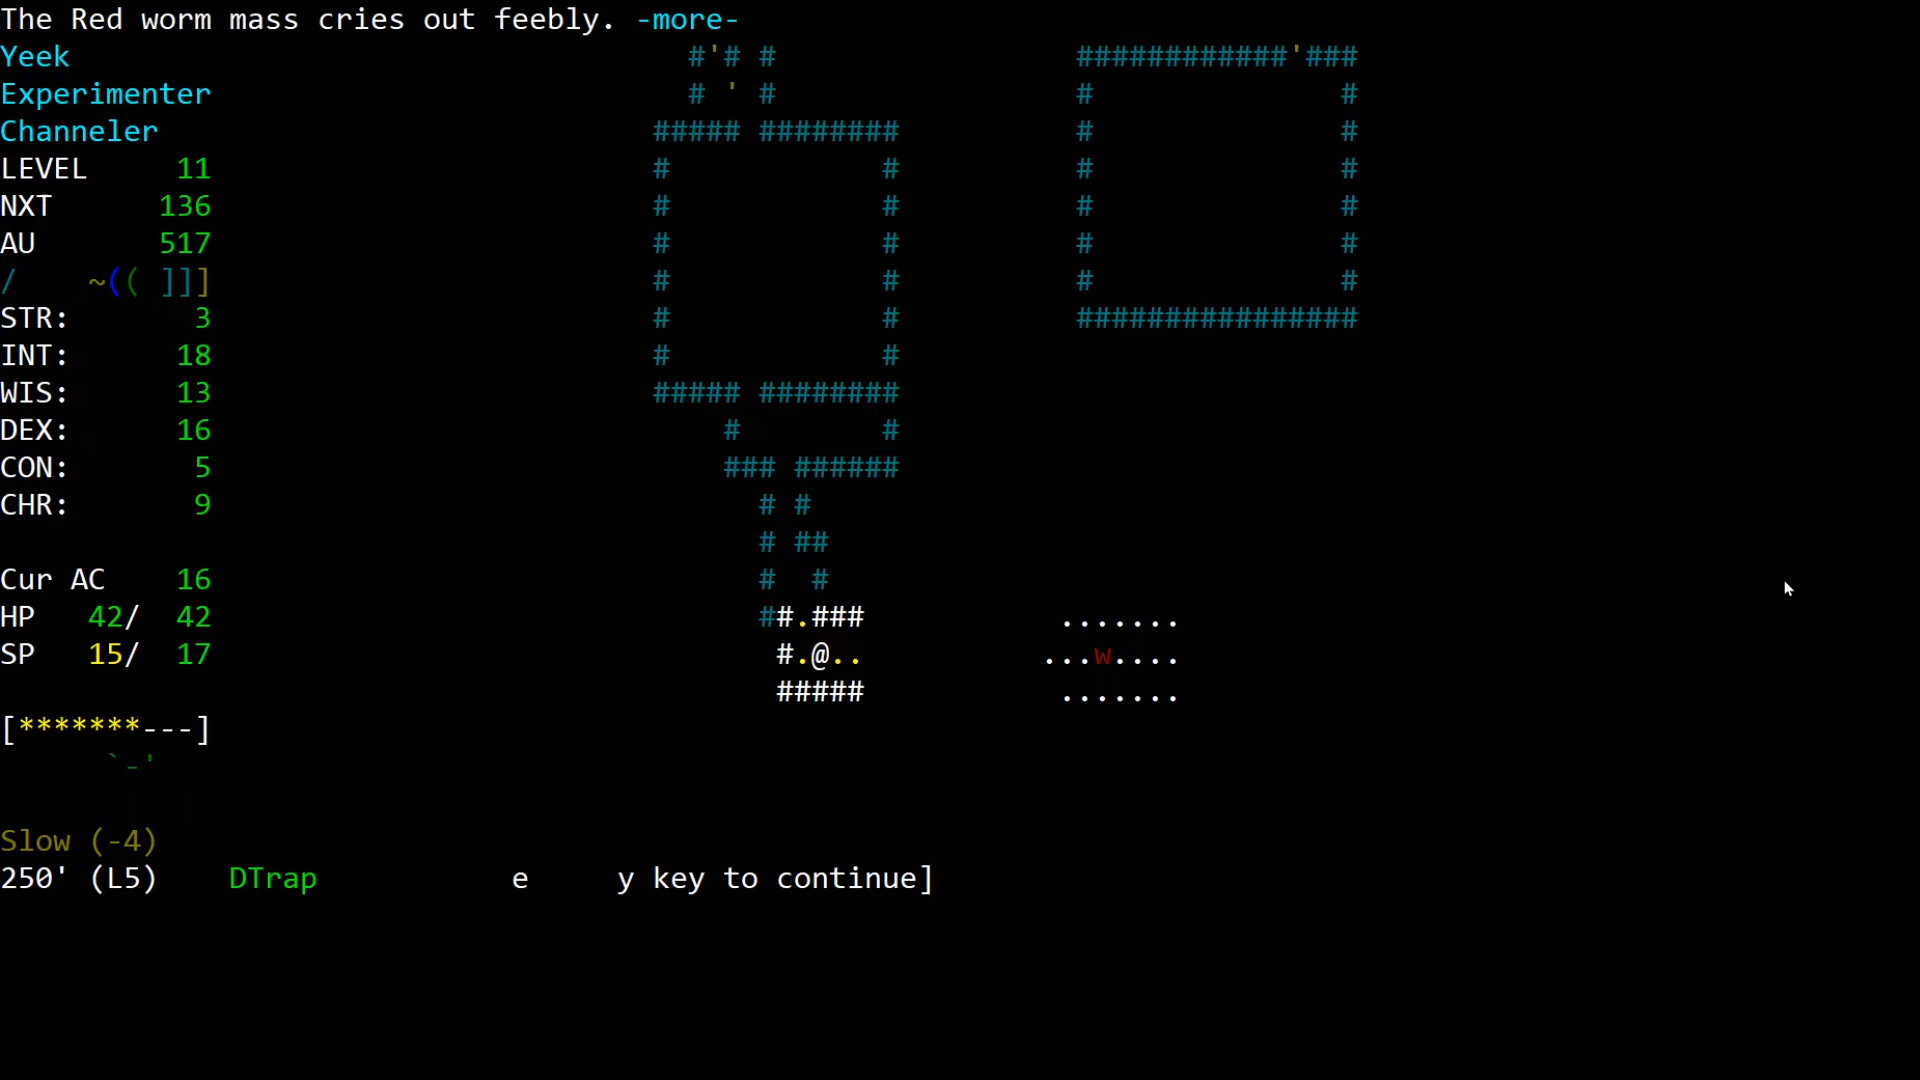 The Red worm mass cries out feebly. -more-
Yeek #'# # ############'###
Experimenter # ' # # #
Channeler ##### ######## # #
LEVEL 11 # # # #
NXT 136 # # # #
AU 517 # # # #
/ ~(( ]]] # # # #
STR: 3 # # ################
INT: 18 # #
WIS: 13 ##### ########
DEX: 16 # #
CON: 5 ### ######
CHR: 9 # #
# ##
Cur AC 16 # #
HP 42/ 42 ##.### .......
SP 15/ 17 #.@.. ...w....
##### .......
[*******---]
`-'
Slow (-4)
250' (L5) DTrap e y key to continue]